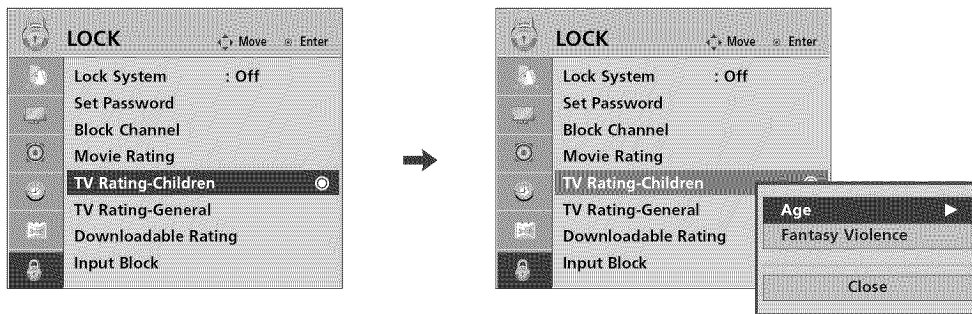 LOCK Move Enter
Lock System : Off
Set Password
Block Channel
Movie Rating
TV Rating-Children
TV Rating-General
Downloadable Rating
Input Block
LOCK Move Enter
Lock System : Off
Set Password
Block Channel
Movie Rating
TV Rating-Children
TV Rating-General
Downloadable Rating
Input Block
Age
Fantasy Violence
Close